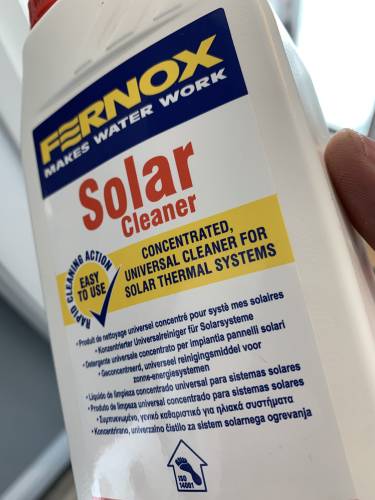 FERNOX
MAKES WATER WORK
Solar
Cleaner
RAPID CLEANING ACTION
EASY
TO USE
CONCENTRATED,
UNIVERSAL CLEANER FOR
SOLAR THERMAL SYSTEMS
• Produit de nettoyage universel concentré pour systè mes solaires
• Konzentrierter Universalreiniger für Solarsysteme
• Detergente universale concentrato per impiantia pannelli solari
• Geconcentreerd, universeel reinigingsmiddel voor
zonne-energiesystemen
• Líquido de limpieza concentrado universal para sistemas solares
• Produto de limpeza universal concentrado para sistemas solares
• Συμπυκνωμένο, γενικό καθαριστικό για ηλιακά συστήματα
• Koncentrirano, univerzalno čistilo za sistem solarnega ogrevanja
ISO
14001